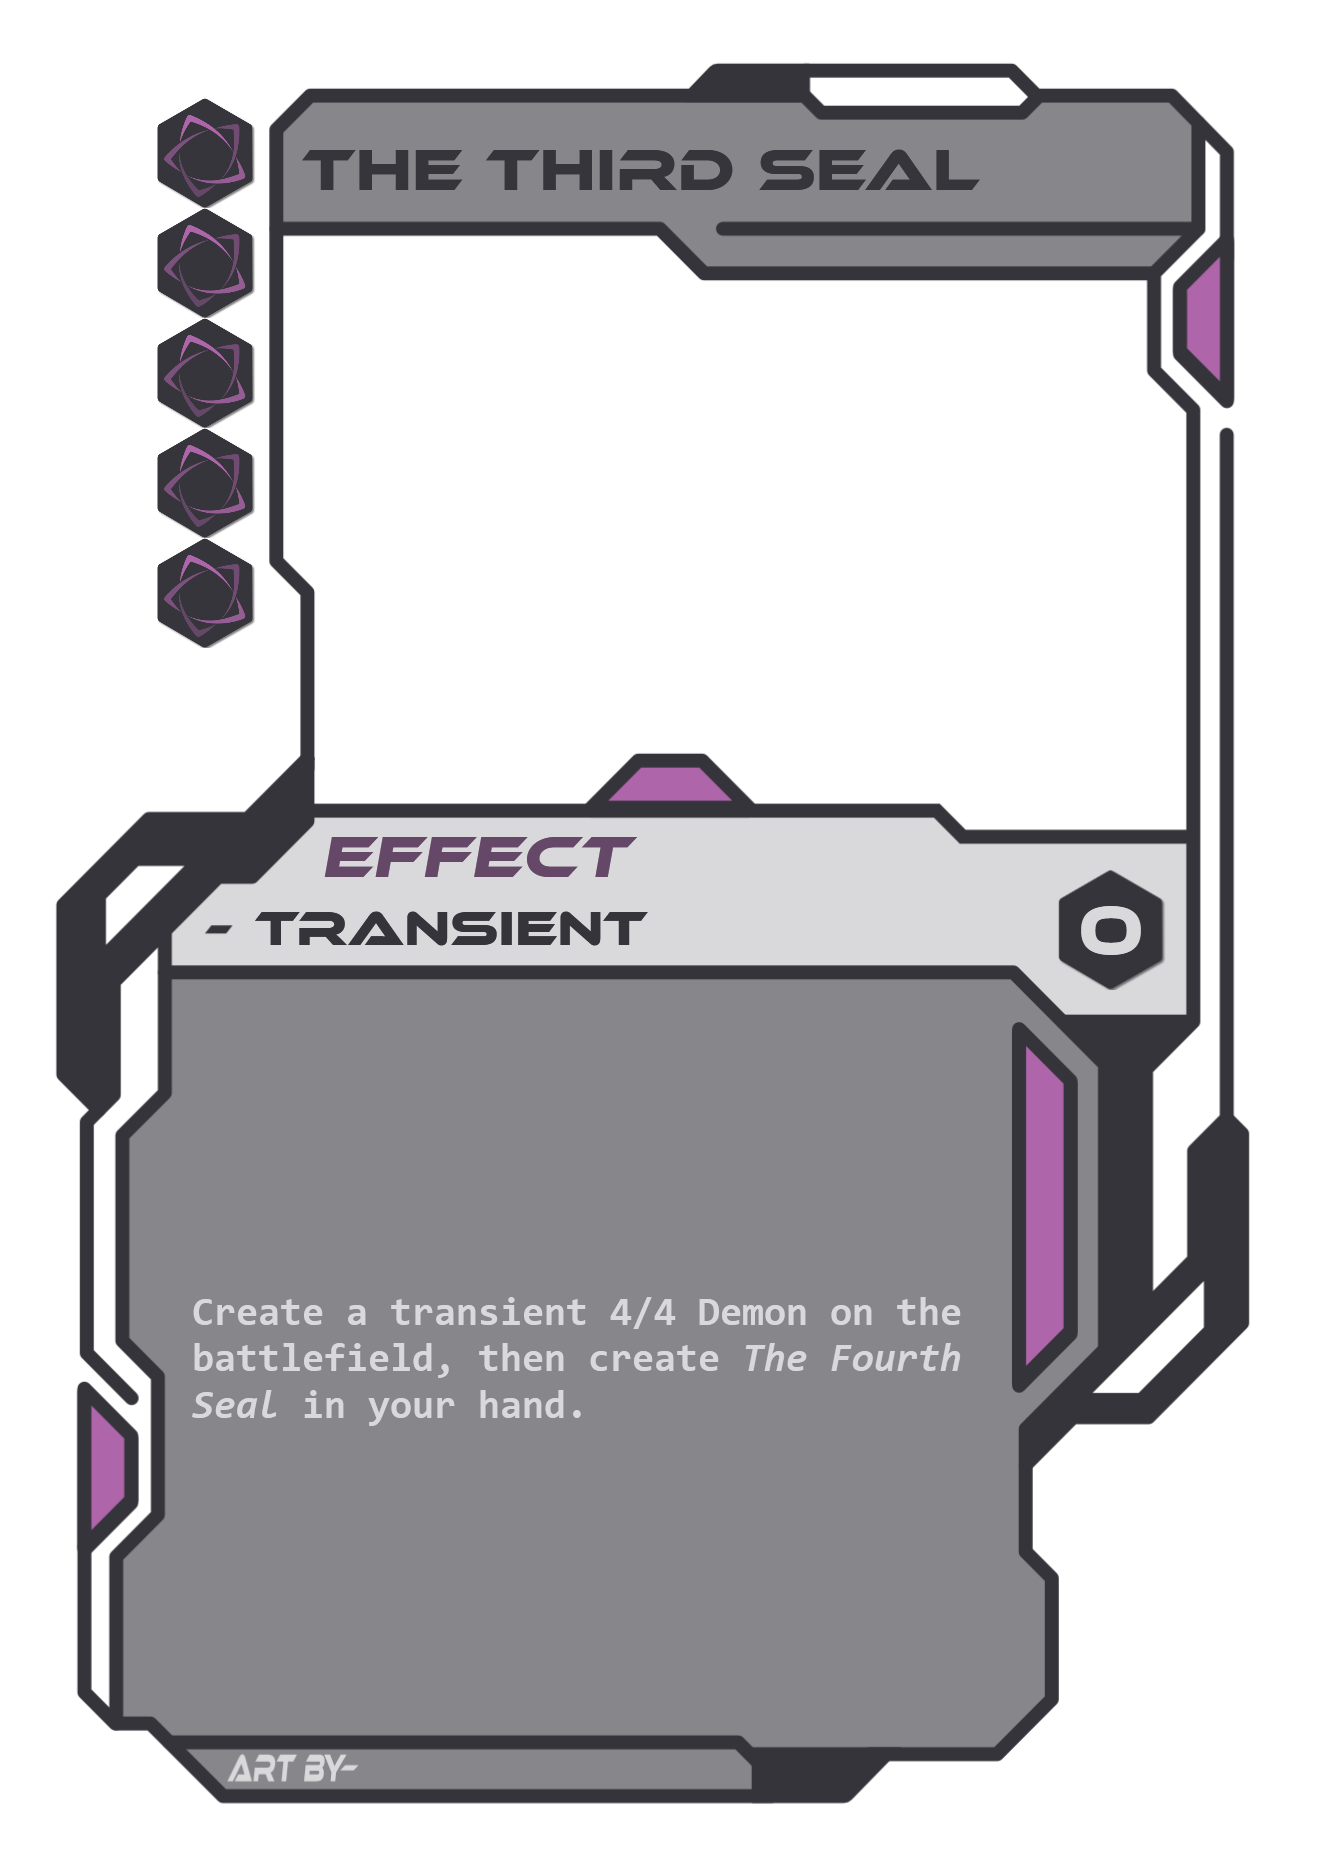 THE THIRD SEAL
EFFECT
- TRANSIENT
0
Create a transient 4/4 Demon on the
battlefield, then create The Fourth
Seal in your hand.
ART BY-